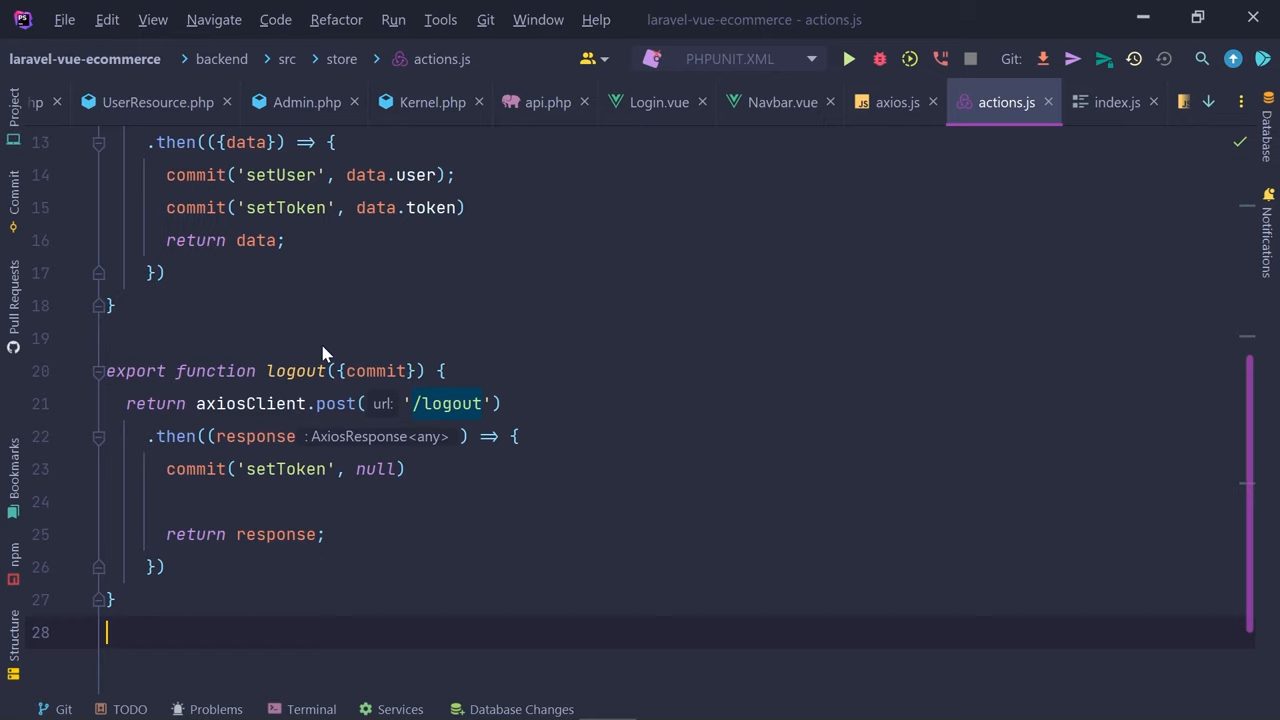 PS File Edit View Navigate Code Refactor Run Tools Git Window Help laravel-vue-ecommerce - actions.js
laravel-vue-ecommerce backend src store actions.js PHPUNIT.XML Git:
hp UserResource.php Admin.php Kernel.php api.php Login.vue Navbar.vue axios.js actions.js index.js
13 .then(({data}) => {
14 commit('setUser', data.user);
15 commit('setToken', data.token)
16 return data;
17 })
18 }
19
20 export function logout({commit}) {
21 return axiosClient.post( url: '/logout')
22 .then((response : AxiosResponse<any> ) => {
23 commit('setToken', null)
24
25 return response;
26 })
27 }
28
Project
Commit
Pull Requests
Bookmarks
npm
Structure
Database
Notifications
Git TODO Problems Terminal Services Database Changes